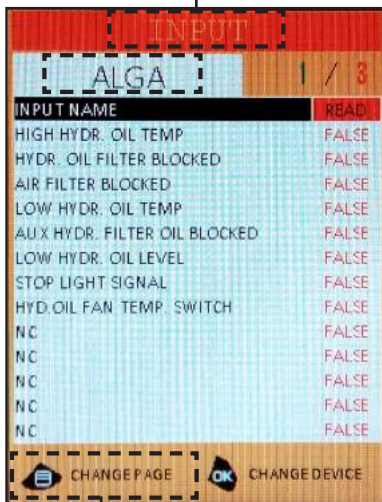 INPUT
ALGA 1 / 3
INPUT NAME READ
HIGH HYDR. OIL TEMP FALSE
HYDR. OIL FILTER BLOCKED FALSE
AIR FILTER BLOCKED FALSE
LOW HYDR. OIL TEMP FALSE
AUX HYDR. FILTER OIL BLOCKED FALSE
LOW HYDR. OIL LEVEL FALSE
STOP LIGHT SIGNAL FALSE
HYD.OIL FAN TEMP. SWITCH FALSE
NC FALSE
NC FALSE
NC FALSE
NC FALSE
NC FALSE
CHANGE PAGE OK CHANGE DEVICE